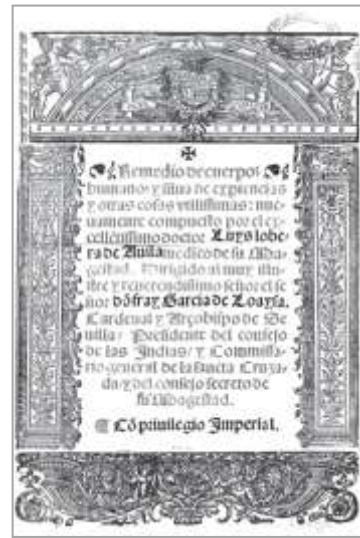 ✠
Remedio de cuerpos
humanos y silua de experiencias
y otras cosas vtilissimas: nue-
uamente compuesto por el ex-
cellentissimo doctor Luys lobe-
ra de Auila medico de su Ma-
gestad. Dirigido al muy illu-
stre y reuerendissimo señor el se
ñor dõ fray Garcia de Loaysa.
Cardenal y Arçobispo de Se
uilla/ Presidente del consejo
de las Indias/ y Commissa-
rio general de la sancta Cruza-
da/ y del consejo secreto de
su Magestad.
¶ Cõ priuilegio Imperial.